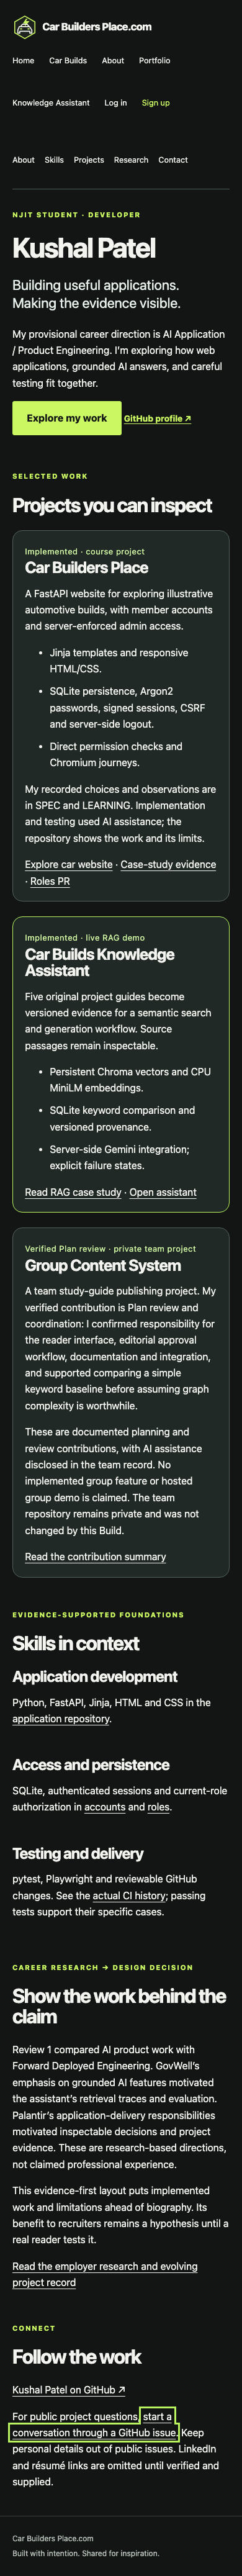 Car Builders Place.com
Home Car Builds About Portfolio
Knowledge Assistant Log in Sign up
About Skills Projects Research Contact
NJIT STUDENT · DEVELOPER
Kushal Patel
Building useful applications.
Making the evidence visible.
My provisional career direction is AI Application
/ Product Engineering. I'm exploring how web
applications, grounded AI answers, and careful
testing fit together.
Explore my work GitHub profile ↗
SELECTED WORK
Projects you can inspect
Implemented · course project
Car Builders Place
A FastAPI website for exploring illustrative
automotive builds, with member accounts
and server-enforced admin access.
• Jinja templates and responsive
HTML/CSS.
• SQLite persistence, Argon2
passwords, signed sessions, CSRF
and server-side logout.
• Direct permission checks and
Chromium journeys.
My recorded choices and observations are
in SPEC and LEARNING. Implementation
and testing used AI assistance; the
repository shows the work and its limits.
Explore car website · Case-study evidence
· Roles PR
Implemented · live RAG demo
Car Builds Knowledge
Assistant
Five original project guides become
versioned evidence for a semantic search
and generation workflow. Source
passages remain inspectable.
• Persistent Chroma vectors and CPU
MiniLM embeddings.
• SQLite keyword comparison and
versioned provenance.
• Server-side Gemini integration;
explicit failure states.
Read RAG case study · Open assistant
Verified Plan review · private team project
Group Content System
A team study-guide publishing project. My
verified contribution is Plan review and
coordination: I confirmed responsibility for
the reader interface, editorial approval
workflow, documentation and integration,
and supported comparing a simple
keyword baseline before assuming graph
complexity is worthwhile.
These are documented planning and
review contributions, with AI assistance
disclosed in the team record. No
implemented group feature or hosted
group demo is claimed. The team
repository remains private and was not
changed by this Build.
Read the contribution summary
EVIDENCE-SUPPORTED FOUNDATIONS
Skills in context
Application development
Python, FastAPI, Jinja, HTML and CSS in the
application repository.
Access and persistence
SQLite, authenticated sessions and current-role
authorization in accounts and roles.
Testing and delivery
pytest, Playwright and reviewable GitHub
changes. See the actual CI history; passing
tests support their specific cases.
CAREER RESEARCH → DESIGN DECISION
Show the work behind the
claim
Review 1 compared AI product work with
Forward Deployed Engineering. GovWell's
emphasis on grounded AI features motivated
the assistant's retrieval traces and evaluation.
Palantir's application-delivery responsibilities
motivated inspectable decisions and project
evidence. These are research-based directions,
not claimed professional experience.
This evidence-first layout puts implemented
work and limitations ahead of biography. Its
benefit to recruiters remains a hypothesis until a
real reader tests it.
Read the employer research and evolving
project record
CONNECT
Follow the work
Kushal Patel on GitHub ↗
For public project questions, start a
conversation through a GitHub issue. Keep
personal details out of public issues. LinkedIn
and résumé links are omitted until verified and
supplied.
Car Builders Place.com
Built with intention. Shared for inspiration.